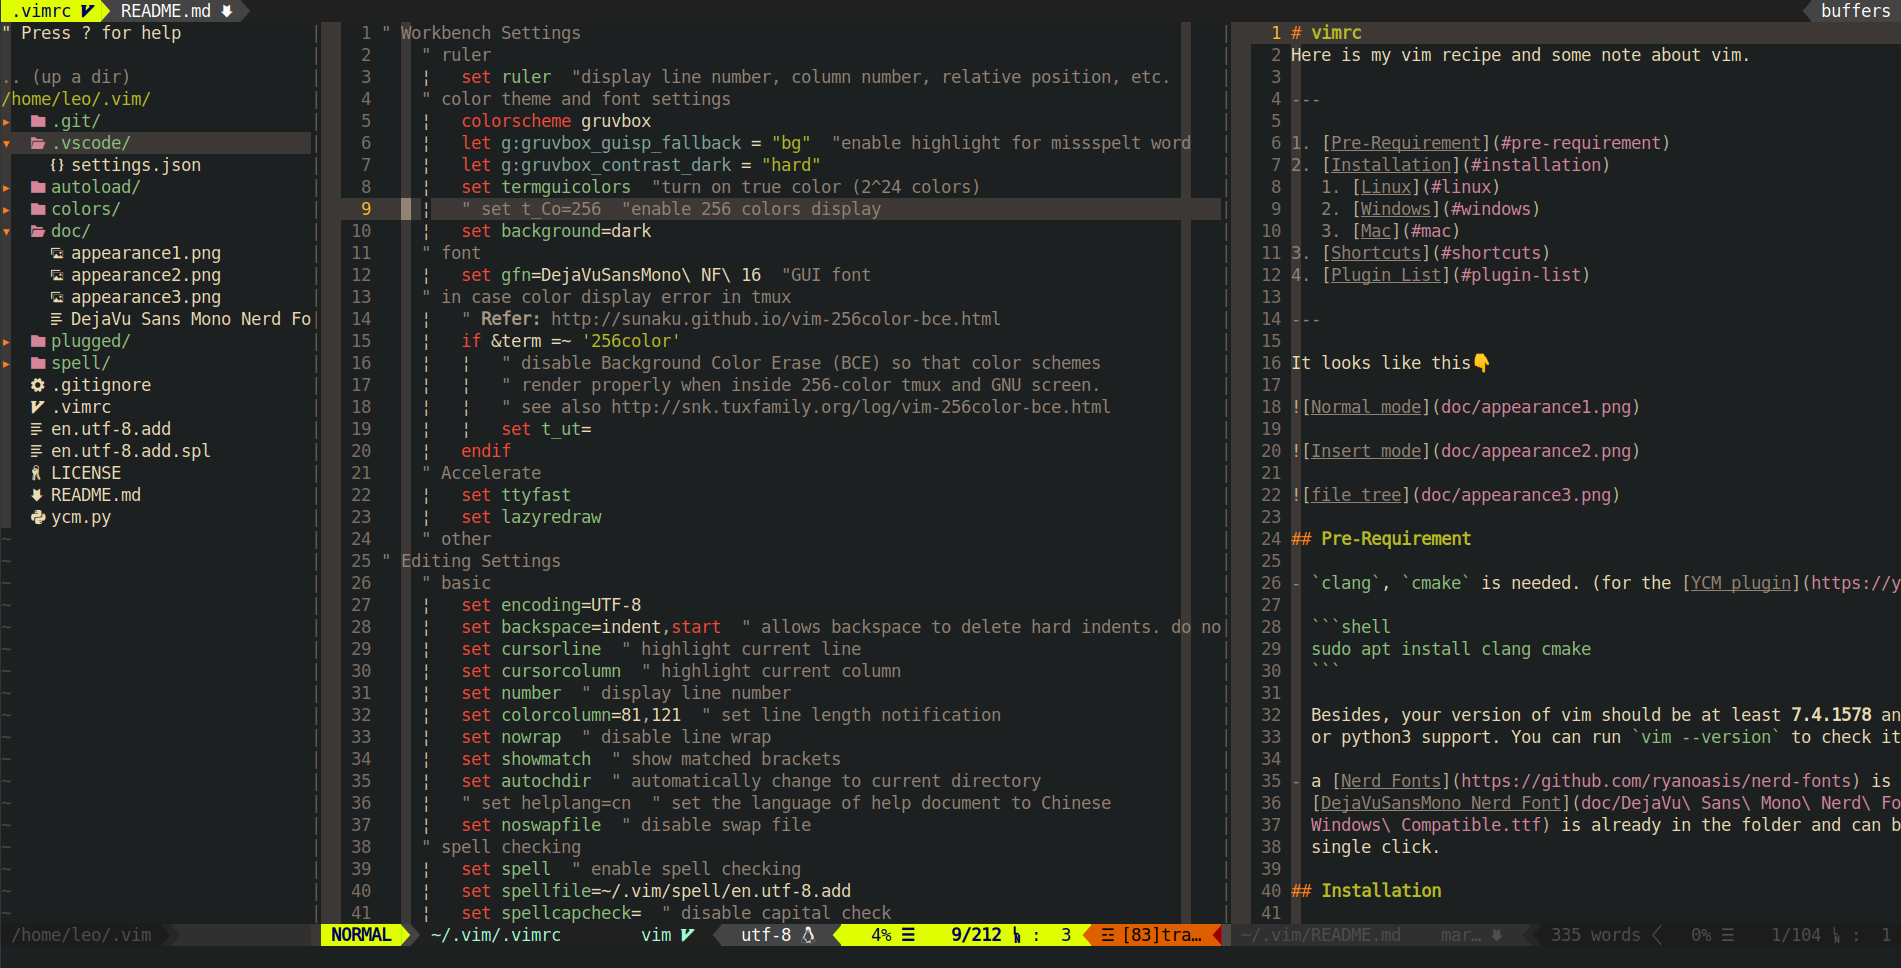 .vimrc
README.md
buffers
" Press ? for help
.. (up a dir)
/home/leo/.vim/
▸ .git/
▾ .vscode/
{} settings.json
▸ autoload/
▸ colors/
▾ doc/
appearance1.png
appearance2.png
appearance3.png
DejaVu Sans Mono Nerd Fo
▸ plugged/
▸ spell/
.gitignore
.vimrc
en.utf-8.add
en.utf-8.add.spl
LICENSE
README.md
ycm.py
/home/leo/.vim
1 " Workbench Settings
2 " ruler
3 ¦ set ruler "display line number, column number, relative position, etc.
4 " color theme and font settings
5 ¦ colorscheme gruvbox
6 ¦ let g:gruvbox_guisp_fallback = "bg" "enable highlight for missspelt word
7 ¦ let g:gruvbox_contrast_dark = "hard"
8 ¦ set termguicolors "turn on true color (2^24 colors)
9 ¦ " set t_Co=256 "enable 256 colors display
10 ¦ set background=dark
11 " font
12 ¦ set gfn=DejaVuSansMono\ NF\ 16 "GUI font
13 " in case color display error in tmux
14 ¦ " Refer: http://sunaku.github.io/vim-256color-bce.html
15 ¦ if &term =~ '256color'
16 ¦ ¦ " disable Background Color Erase (BCE) so that color schemes
17 ¦ ¦ " render properly when inside 256-color tmux and GNU screen.
18 ¦ ¦ " see also http://snk.tuxfamily.org/log/vim-256color-bce.html
19 ¦ ¦ set t_ut=
20 ¦ endif
21 " Accelerate
22 ¦ set ttyfast
23 ¦ set lazyredraw
24 " other
25 " Editing Settings
26 " basic
27 ¦ set encoding=UTF-8
28 ¦ set backspace=indent,start " allows backspace to delete hard indents. do no
29 ¦ set cursorline " highlight current line
30 ¦ set cursorcolumn " highlight current column
31 ¦ set number " display line number
32 ¦ set colorcolumn=81,121 " set line length notification
33 ¦ set nowrap " disable line wrap
34 ¦ set showmatch " show matched brackets
35 ¦ set autochdir " automatically change to current directory
36 ¦ " set helplang=cn " set the language of help document to Chinese
37 ¦ set noswapfile " disable swap file
38 " spell checking
39 ¦ set spell " enable spell checking
40 ¦ set spellfile=~/.vim/spell/en.utf-8.add
41 ¦ set spellcapcheck= " disable capital check
NORMAL ~/.vim/.vimrc vim utf-8 4% ☰ 9/212 : 3 ☲ [83]tra…
1 # vimrc
2 Here is my vim recipe and some note about vim.
3
4 ---
5
6 1. [Pre-Requirement](#pre-requirement)
7 2. [Installation](#installation)
8 1. [Linux](#linux)
9 2. [Windows](#windows)
10 3. [Mac](#mac)
11 3. [Shortcuts](#shortcuts)
12 4. [Plugin List](#plugin-list)
13
14 ---
15
16 It looks like this👇
17
18 ![Normal mode](doc/appearance1.png)
19
20 ![Insert mode](doc/appearance2.png)
21
22 ![file tree](doc/appearance3.png)
23
24 ## Pre-Requirement
25
26 - `clang`, `cmake` is needed. (for the [YCM plugin](https://y
27
28 ```shell
29 sudo apt install clang cmake
30 ```
31
32 Besides, your version of vim should be at least 7.4.1578 an
33 or python3 support. You can run `vim --version` to check it
34
35 - a [Nerd Fonts](https://github.com/ryanoasis/nerd-fonts) is
36 [DejaVuSansMono Nerd Font](doc/DejaVu\ Sans\ Mono\ Nerd\ Fo
37 Windows\ Compatible.ttf) is already in the folder and can b
38 single click.
39
40 ## Installation
41
~/.vim/README.md mar… 335 words 0% ☰ 1/104 : 1